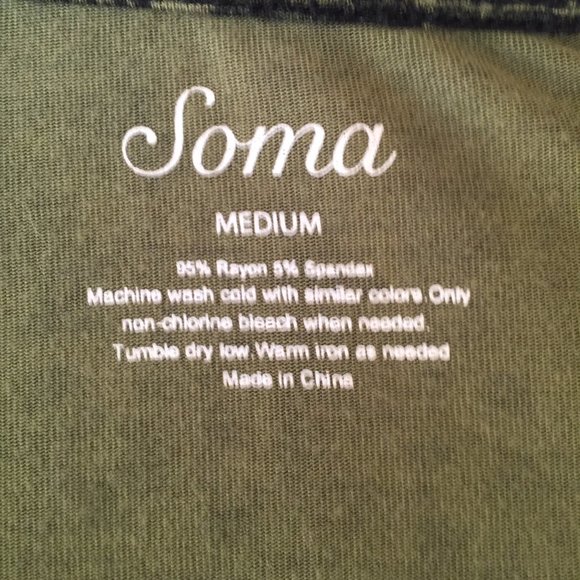 Soma
MEDIUM
95% Rayon 5% Spandex
Machine wash cold with similar colors.Only
non-chlorine bleach when needed.
Tumble dry low.Warm iron as needed
Made in China